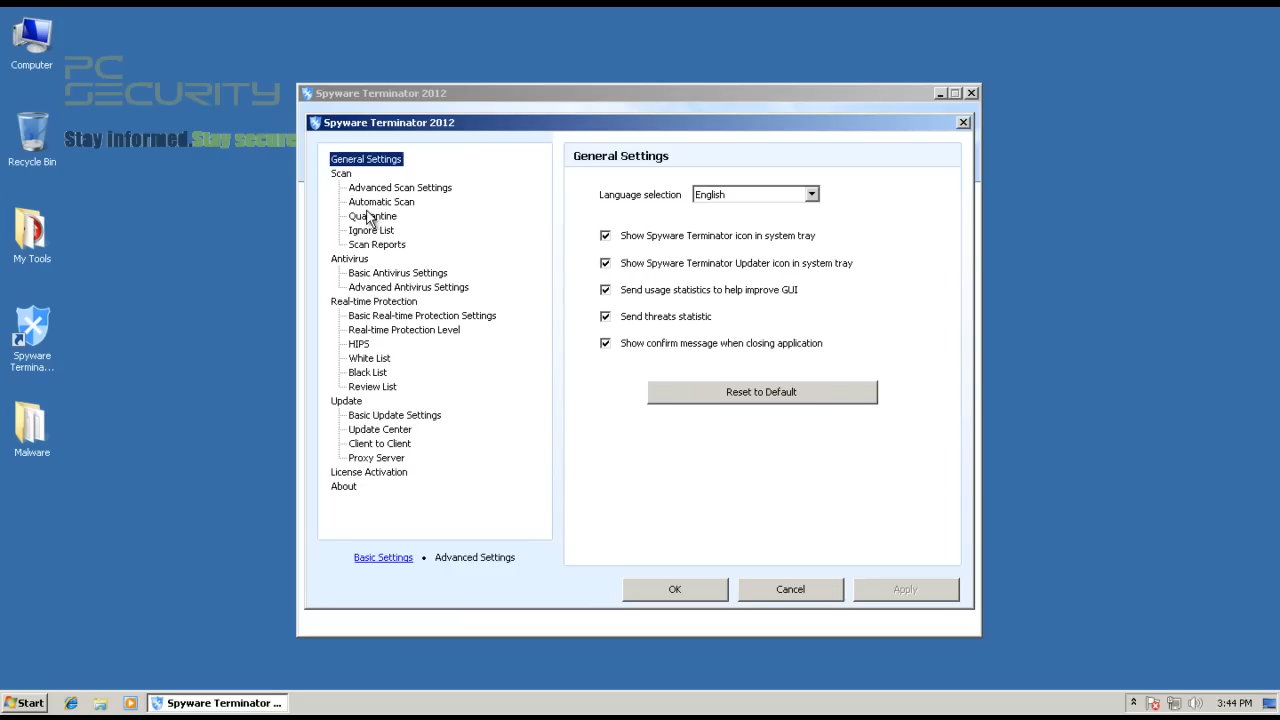 Computer
PC
SECURITY
Stay informed.Stay secure
Recycle Bin
My Tools
Spyware
Termina...
Malware
Spyware Terminator 2012
Spyware Terminator 2012
General Settings
Scan
Advanced Scan Settings
Automatic Scan
Quarantine
Ignore List
Scan Reports
Antivirus
Basic Antivirus Settings
Advanced Antivirus Settings
Real-time Protection
Basic Real-time Protection Settings
Real-time Protection Level
HIPS
White List
Black List
Review List
Update
Basic Update Settings
Update Center
Client to Client
Proxy Server
License Activation
About
Basic Settings • Advanced Settings
General Settings
Language selection English
Show Spyware Terminator icon in system tray
Show Spyware Terminator Updater icon in system tray
Send usage statistics to help improve GUI
Send threats statistic
Show confirm message when closing application
Reset to Default
OK Cancel Apply
Start
Spyware Terminator ...
3:44 PM